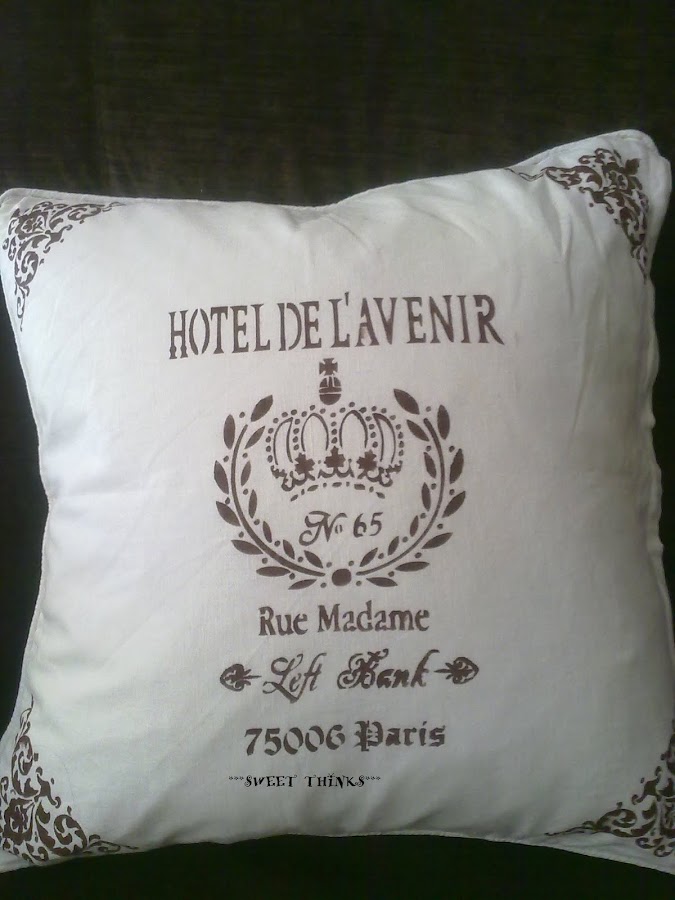 HOTEL DE L'AVENIR
No 65
Rue Madame
Left Bank
75006 Paris
***SWEET THINKS***